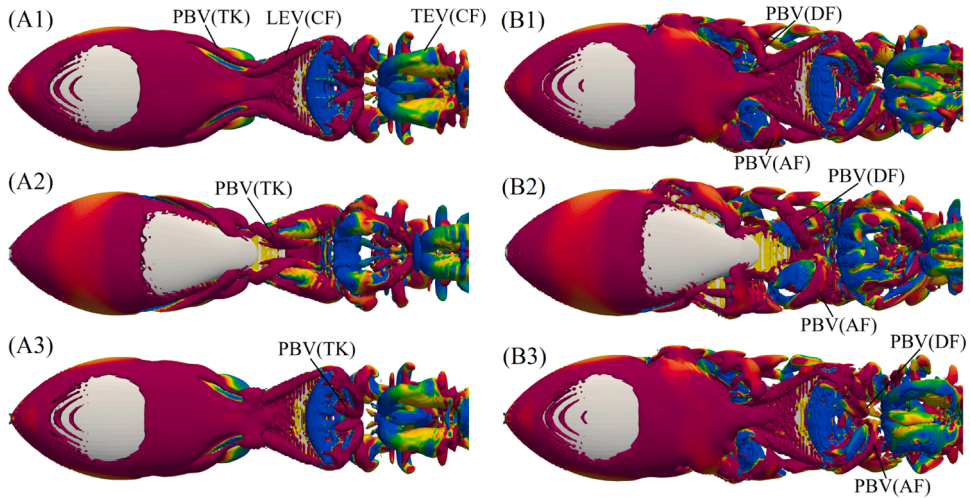 (A1)
PBV(TK)
LEV(CF)
TEV(CF)
(B1)
PBV(DF)
PBV(AF)
(A2)
PBV(TK)
(B2)
PBV(DF)
PBV(AF)
(A3)
PBV(TK)
(B3)
PBV(DF)
PBV(AF)